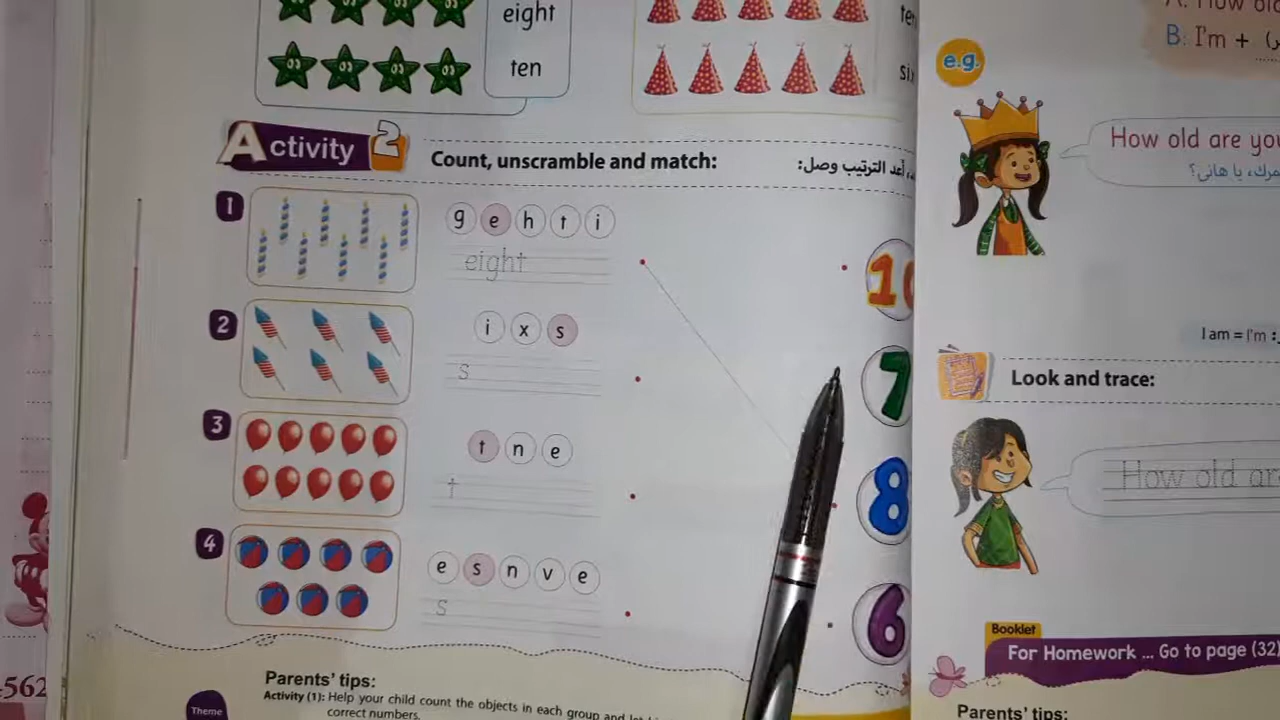 eight
ten
Activity 2
Count, unscramble and match:
أعد الترتيب وصل:
1
g e h t i
eight
10
2
i x s
s
7
3
t n e
t
8
4
e s n v e
s
6
Parents' tips:
Activity (1): Help your child count the objects in each group and
correct numbers.
Theme
562
B: I'm +
e.g.
How old are you
يا هانى؟
I am = I'm :
Look and trace:
How old ar
Booklet
For Homework ... Go to page (32)
Parents' tips: